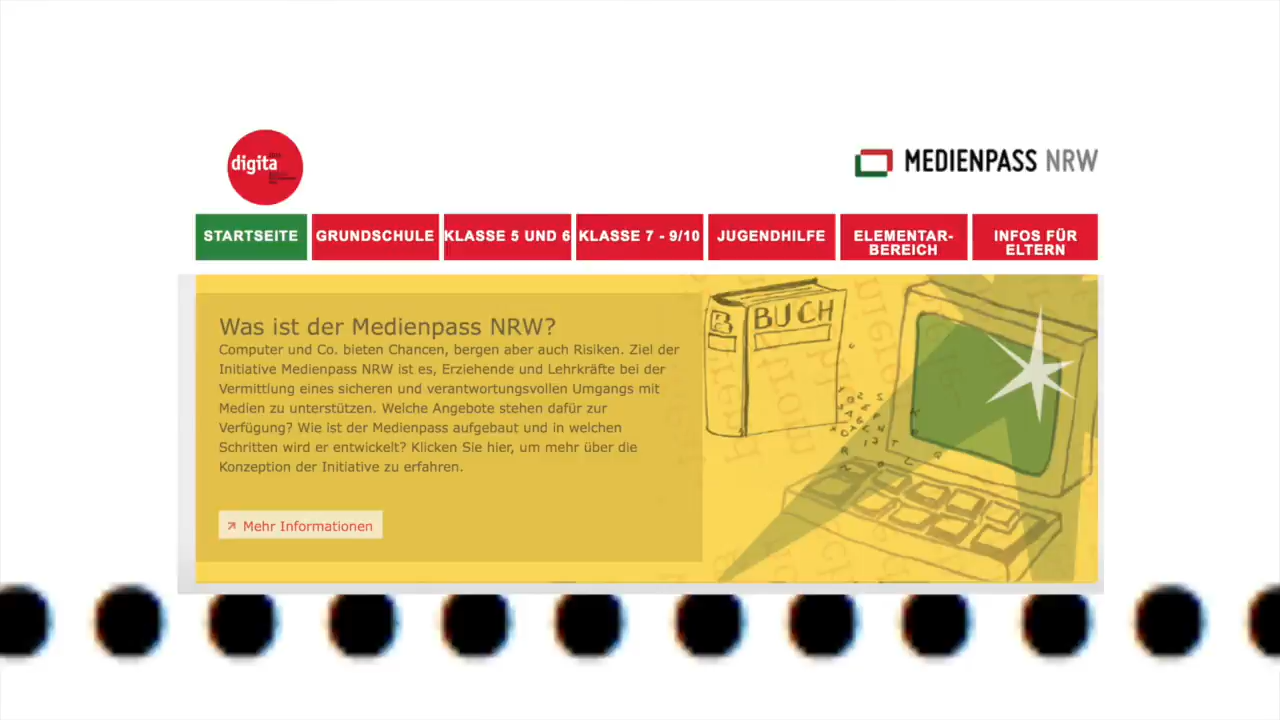 digita
MEDIENPASS NRW
STARTSEITE
GRUNDSCHULE
KLASSE 5 UND 6
KLASSE 7 - 9/10
JUGENDHILFE
ELEMENTAR-
BEREICH
INFOS FÜR
ELTERN
Was ist der Medienpass NRW?
Computer und Co. bieten Chancen, bergen aber auch Risiken. Ziel der
Initiative Medienpass NRW ist es, Erziehende und Lehrkräfte bei der
Vermittlung eines sicheren und verantwortungsvollen Umgangs mit
Medien zu unterstützen. Welche Angebote stehen dafür zur
Verfügung? Wie ist der Medienpass aufgebaut und in welchen
Schritten wird er entwickelt? Klicken Sie hier, um mehr über die
Konzeption der Initiative zu erfahren.
Mehr Informationen
B BUCH